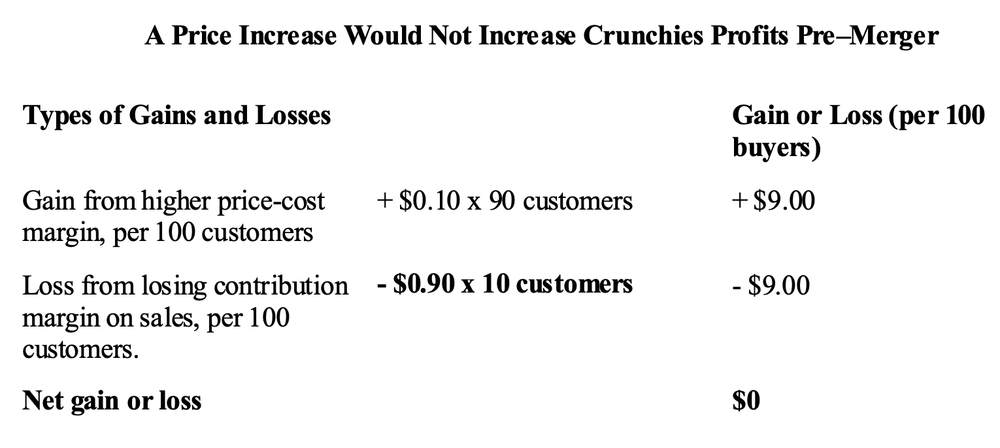 A Price Increase Would Not Increase Crunchies Profits Pre–Merger
Types of Gains and Losses
Gain or Loss (per 100
buyers)
Gain from higher price-cost
margin, per 100 customers
+ $0.10 x 90 customers
+ $9.00
Loss from losing contribution
margin on sales, per 100
customers.
- $0.90 x 10 customers
- $9.00
Net gain or loss
$0